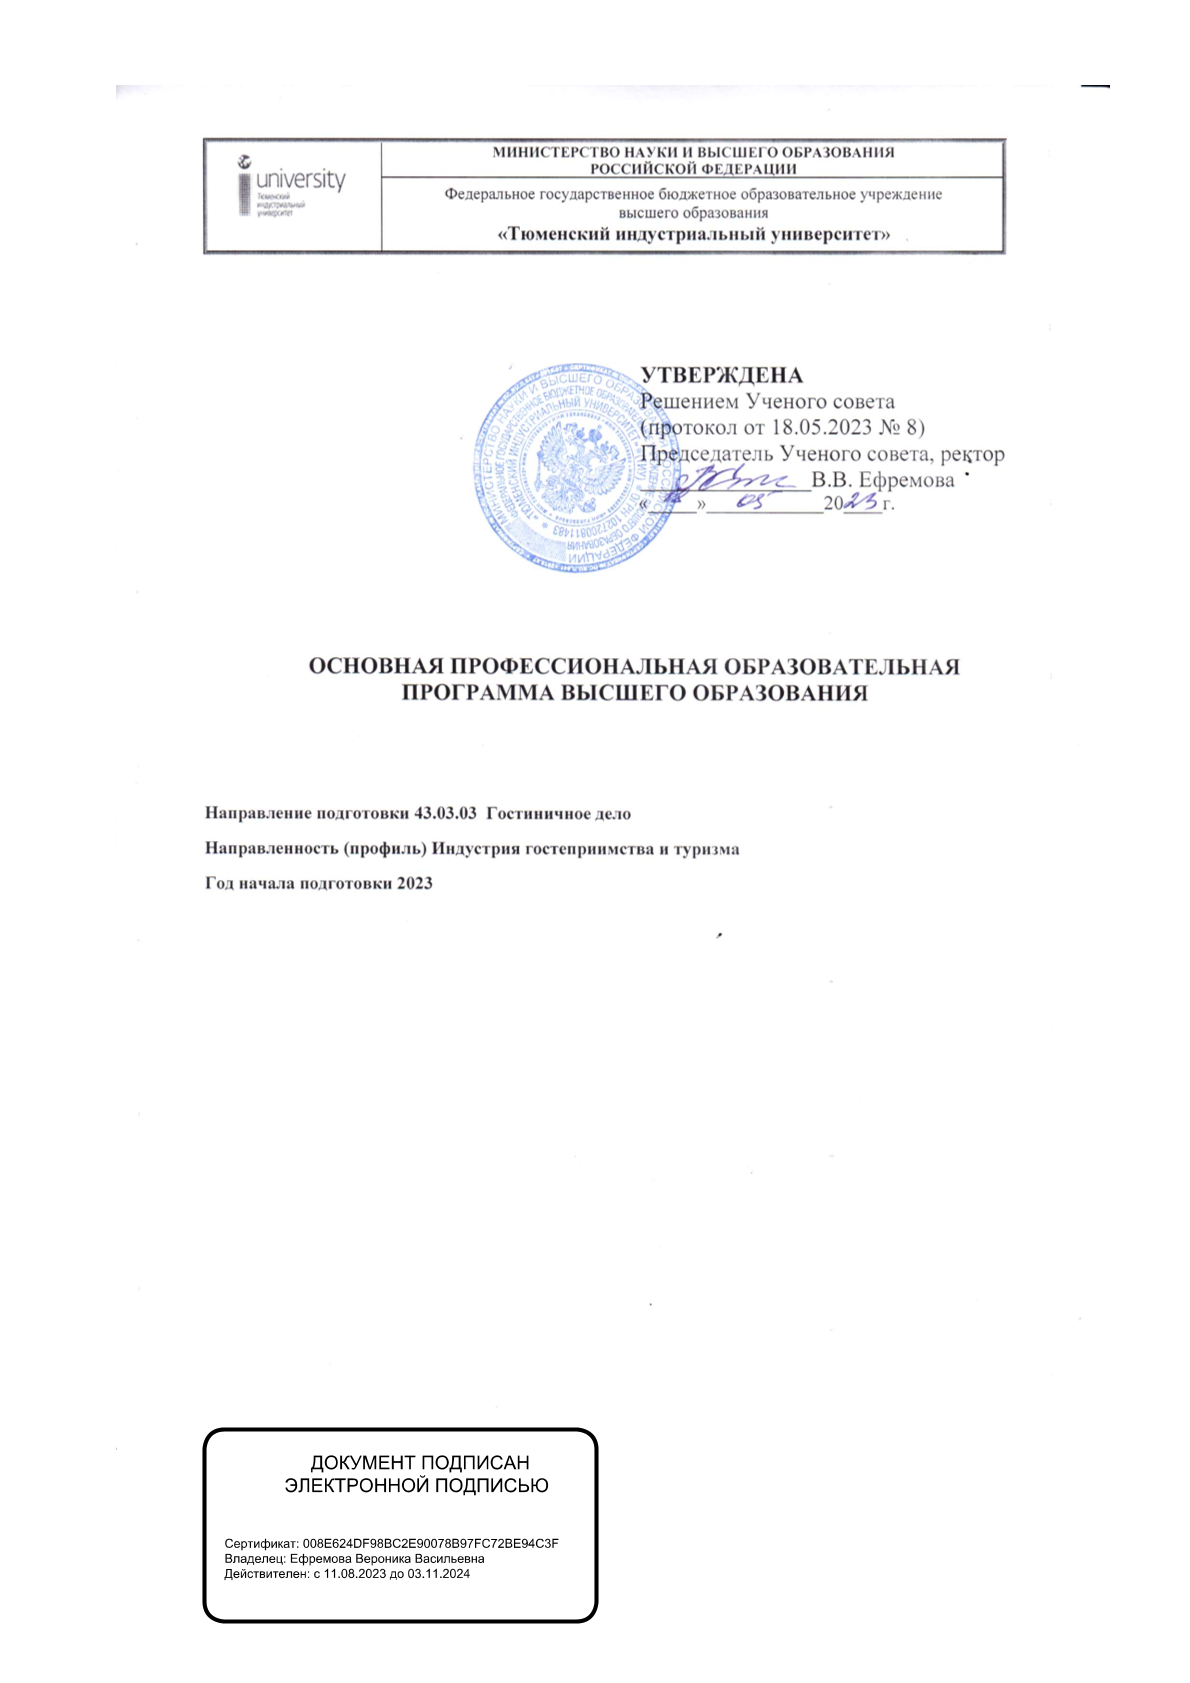 university
Тюменский
индустриальный
университет
МИНИСТЕРСТВО НАУКИ И ВЫСШЕГО ОБРАЗОВАНИЯ
РОССИЙСКОЙ ФЕДЕРАЦИИ
Федеральное государственное бюджетное образовательное учреждение
высшего образования
«Тюменский индустриальный университет»
УТВЕРЖДЕНА
Решением Ученого совета
(протокол от 18.05.2023 № 8)
Председатель Ученого совета, ректор
В.В. Ефремова
«18» 05 2023 г.
ОСНОВНАЯ ПРОФЕССИОНАЛЬНАЯ ОБРАЗОВАТЕЛЬНАЯ
ПРОГРАММА ВЫСШЕГО ОБРАЗОВАНИЯ
Направление подготовки 43.03.03 Гостиничное дело
Направленность (профиль) Индустрия гостеприимства и туризма
Год начала подготовки 2023
ДОКУМЕНТ ПОДПИСАН
ЭЛЕКТРОННОЙ ПОДПИСЬЮ
Сертификат: 008E624DF98BC2E90078B97FC72BE94C3F
Владелец: Ефремова Вероника Васильевна
Действителен: с 11.08.2023 до 03.11.2024